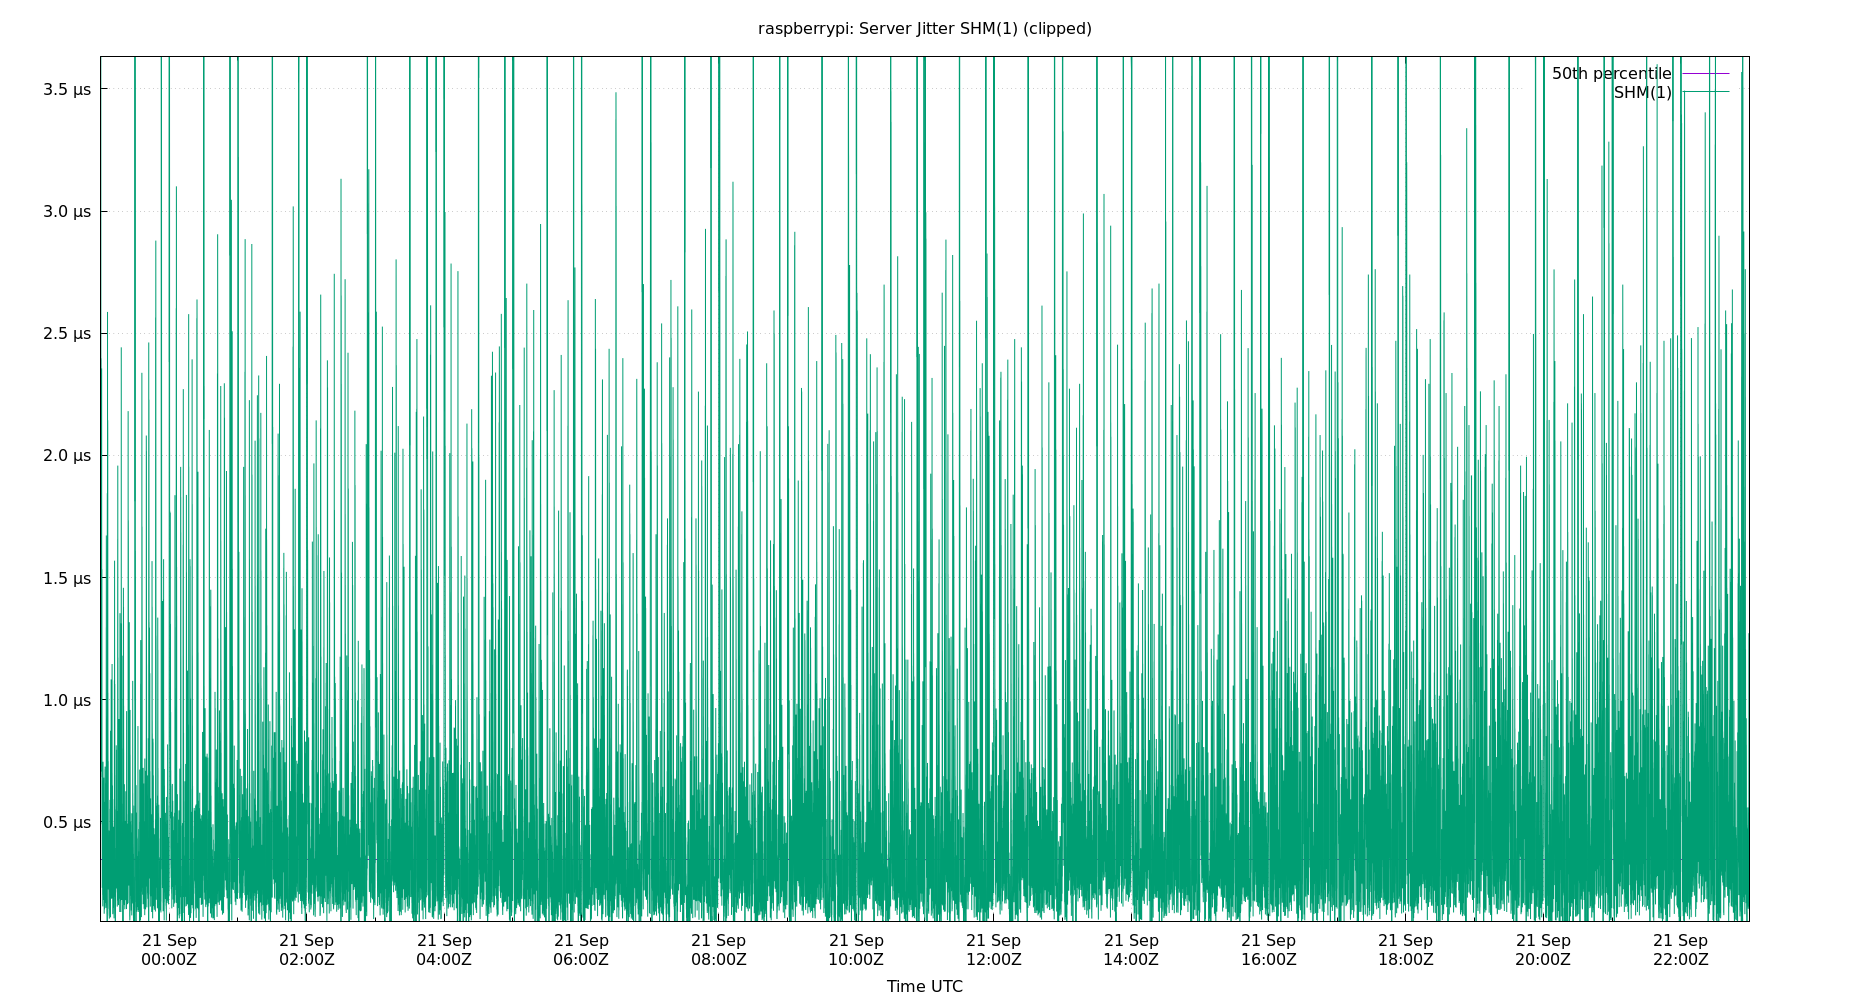 raspberrypi: Server Jitter SHM(1) (clipped)
50th percentile
SHM(1)
3.5 µs
3.0 µs
2.5 µs
2.0 µs
1.5 µs
1.0 µs
0.5 µs
21 Sep 21 Sep 21 Sep 21 Sep 21 Sep 21 Sep 21 Sep 21 Sep 21 Sep 21 Sep 21 Sep 21 Sep
00:00Z 02:00Z 04:00Z 06:00Z 08:00Z 10:00Z 12:00Z 14:00Z 16:00Z 18:00Z 20:00Z 22:00Z
Time UTC